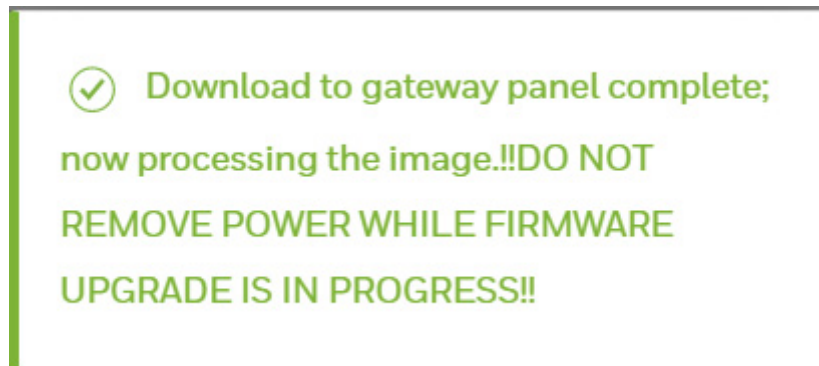 Download to gateway panel complete;
now processing the image.!!DO NOT
REMOVE POWER WHILE FIRMWARE
UPGRADE IS IN PROGRESS!!